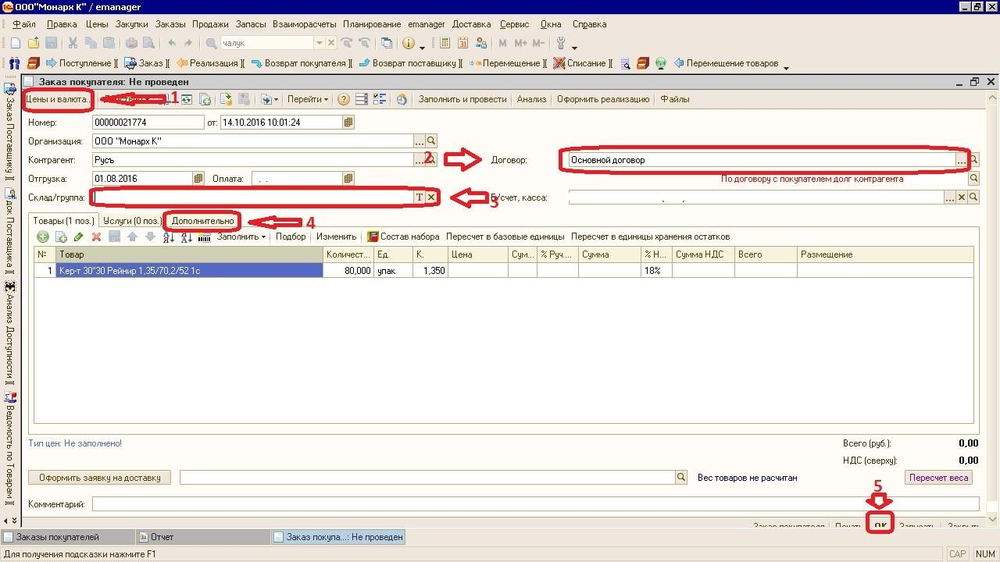 ООО"Монарх К" / emanager
Файл Правка Цены Закупки Заказы Продажи Запасы Взаиморасчеты Планирование emanager Доставка Сервис Окна Справка
чалук M M+ M-
Поступление ][ Заказ ][ Реализация ][ Возврат покупателя ][ Возврат поставщику ][ Перемещение ][ Списание ][ Перемещение товаров
Заказ покупателя: Не проведен
Цены и валюта... 1 Перейти Заполнить и провести Анализ Оформить реализацию Файлы
Номер: 00000021774 от: 14.10.2016 10:01:24
Организация: ООО "Монарх К"
Контрагент: Русъ 2 Договор: Основной договор
Отгрузка: 01.08.2016 Оплата: . .
По договору с покупателем долг контрагента
Склад/группа: T 3 счет, касса:
Товары (1 поз.) Услуги (0 поз.) Дополнительно 4
Заполнить Подбор Изменить Состав набора Пересчет в базовые единицы Пересчет в единицы хранения остатков
№ Товар Количест... Ед. К. Цена Сум... % Руч.... Сумма % Н... Сумма НДС Всего Размещение
1 Кер-т 30*30 Рейнир 1,35/70,2/52 1с 80,000 упак 1,350 18%
Тип цен: Не заполнено! Всего (руб.): 0,00
НДС (сверху): 0,00
Оформить заявку на доставку Вес товаров не расчитан Пересчет веса
5
Комментарий:
Заказ покупателя Печать OK Записать Закрыть
Заказ Поставщику ][
Док Поставщика ][
Анализ Доступности ][
Ведомость по Товарам ][
Заказы покупателей Отчет Заказ покупа...: Не проведен
Для получения подсказки нажмите F1 CAP NUM